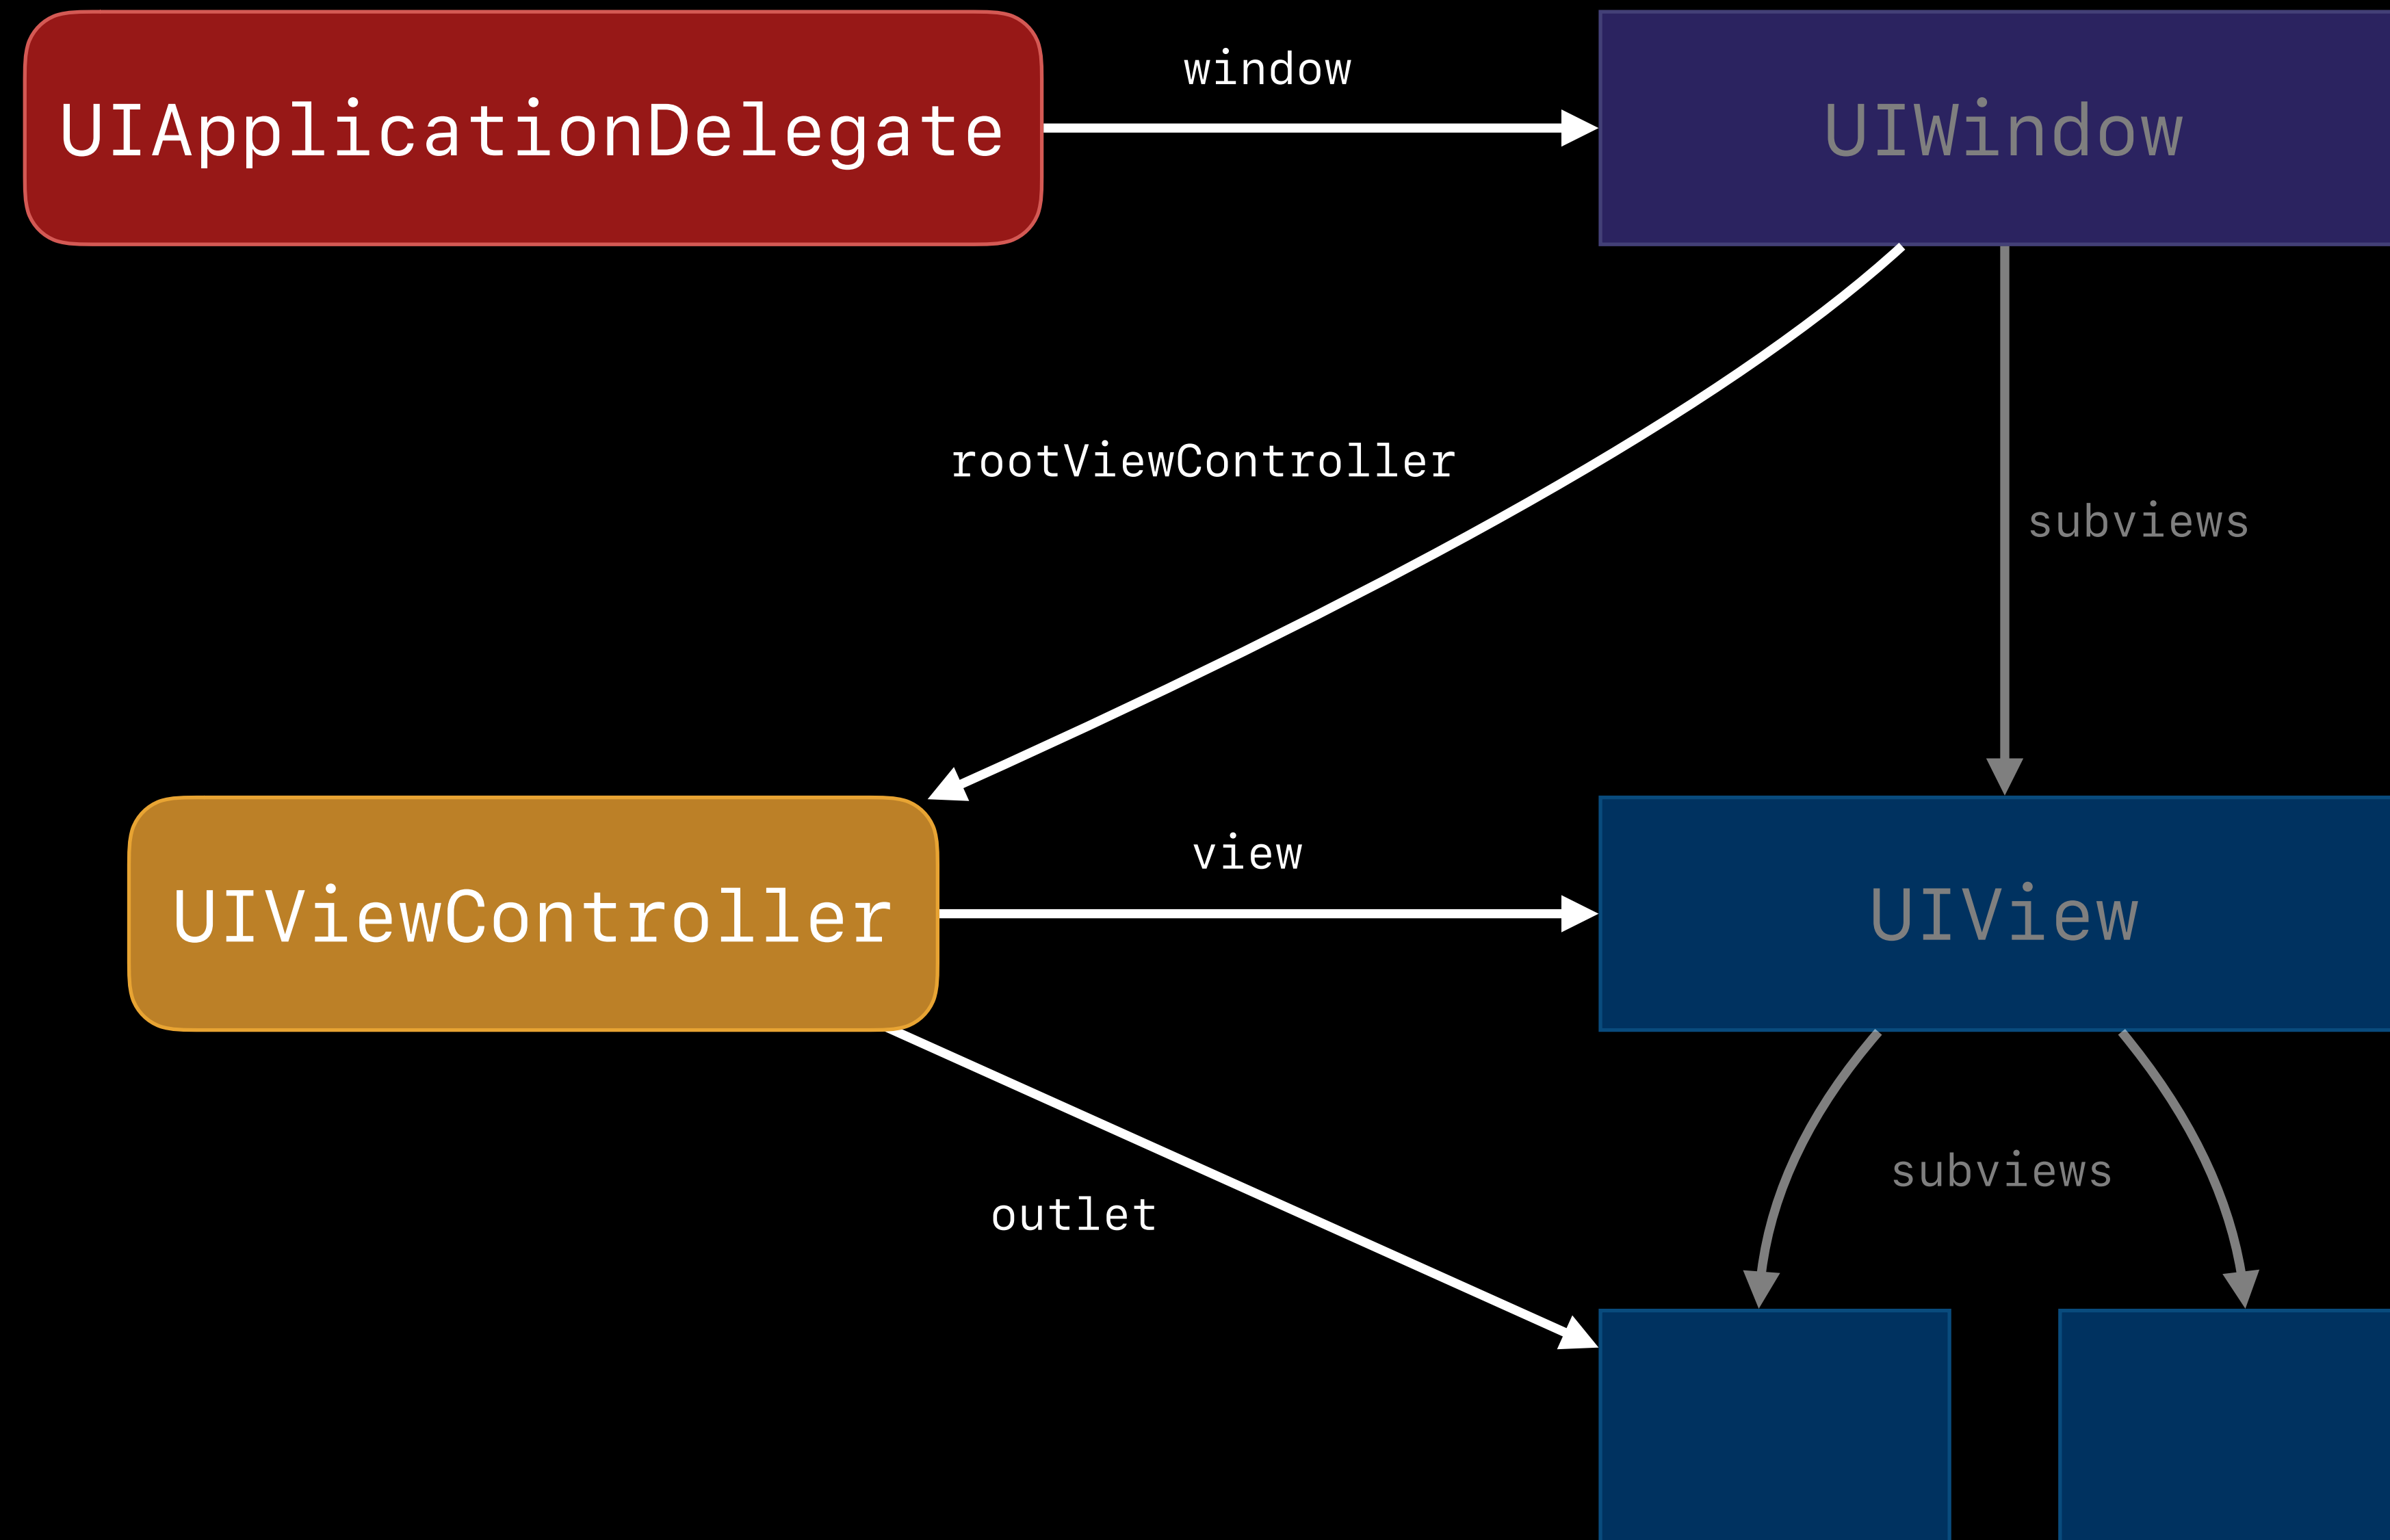 window
UIApplicationDelegate
UIWindow
rootViewController
subviews
view
UIViewController
UIView
subviews
outlet